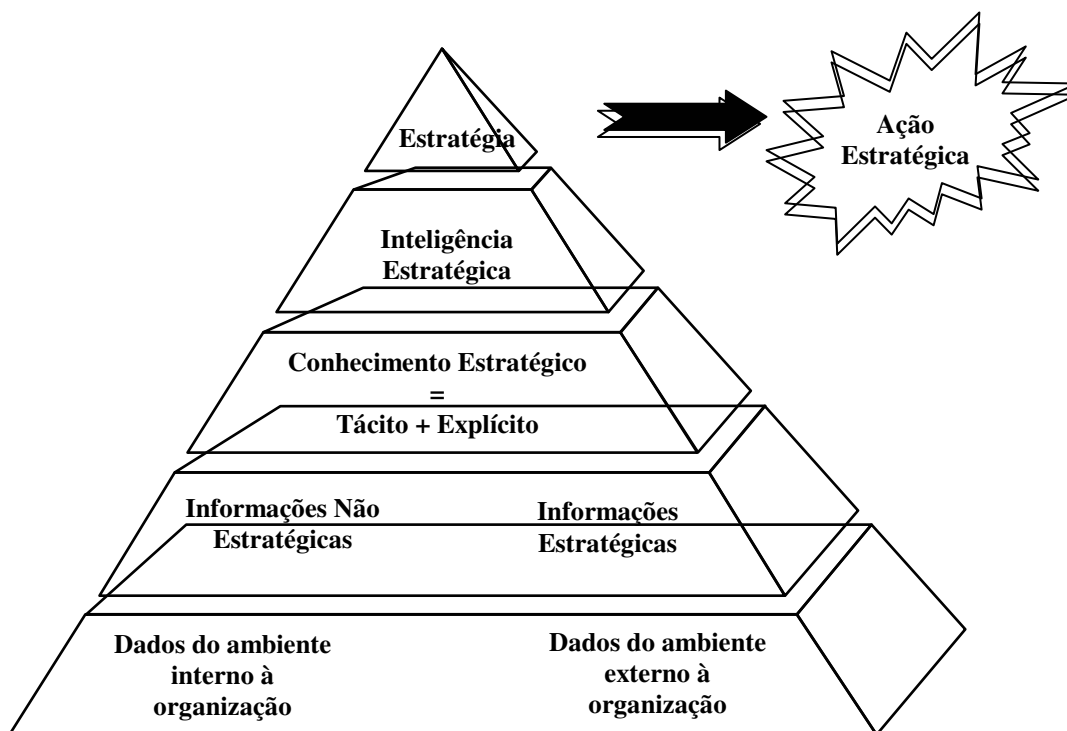 Estratégia
Ação
Estratégica
Inteligência
Estratégica
Conhecimento Estratégico
=
Tácito + Explícito
Informações Não
Estratégicas
Informações
Estratégicas
Dados do ambiente
interno à
organização
Dados do ambiente
externo à
organização